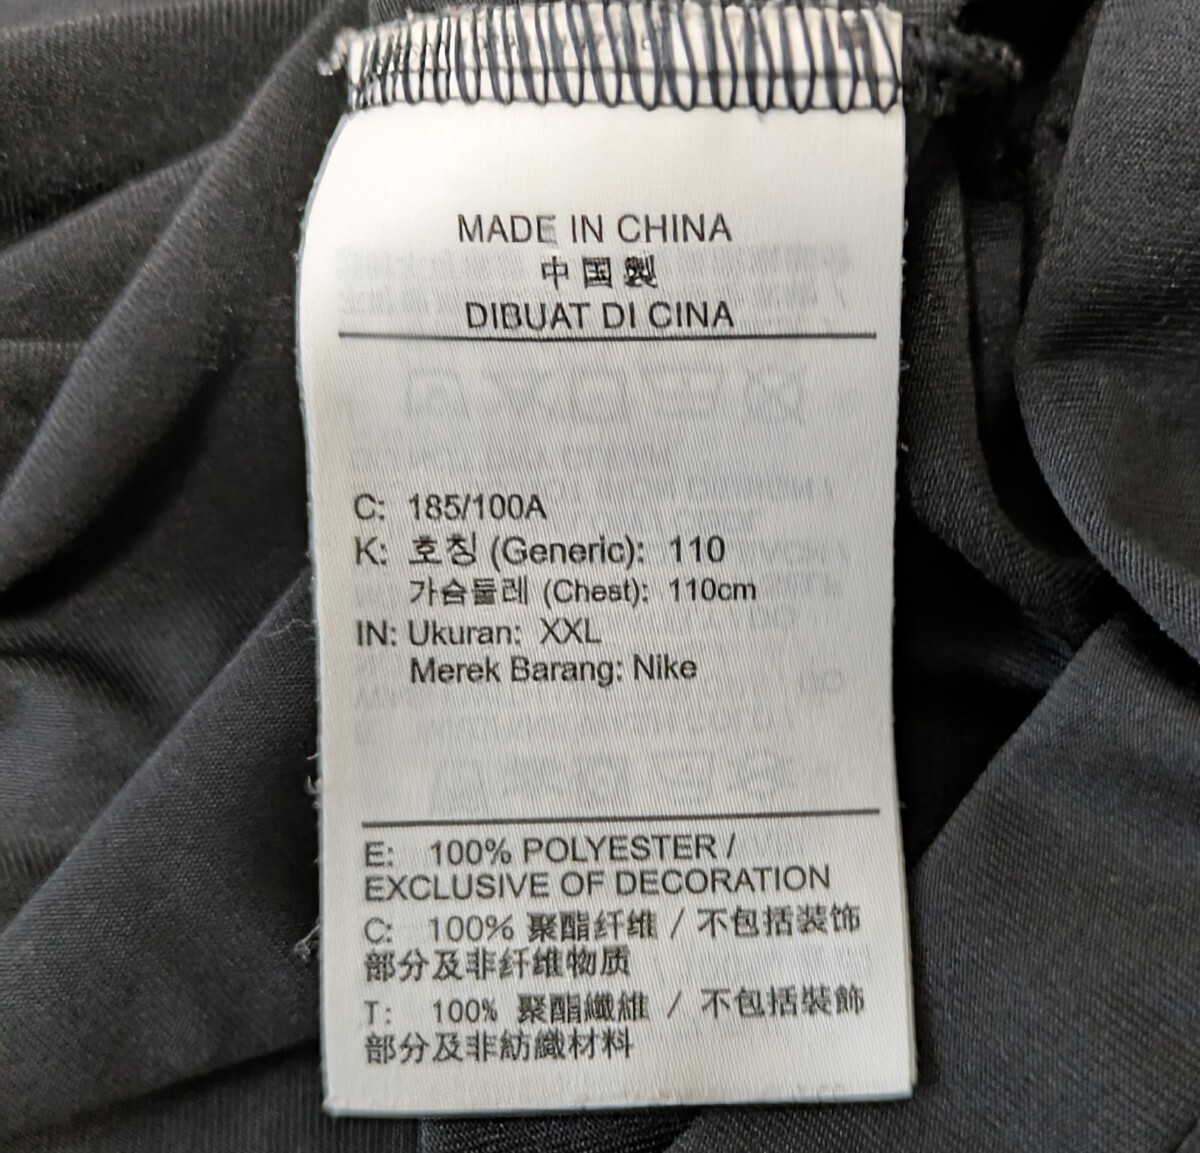 MADE IN CHINA
中国製
DIBUAT DI CINA
C: 185/100A
K: 호칭 (Generic): 110
가슴둘레 (Chest): 110cm
IN: Ukuran: XXL
Merek Barang: Nike
E: 100% POLYESTER /
EXCLUSIVE OF DECORATION
C: 100% 聚酯纤维 / 不包括装饰
部分及非纤维物质
T: 100% 聚酯纖維 / 不包括裝飾
部分及非紡織材料